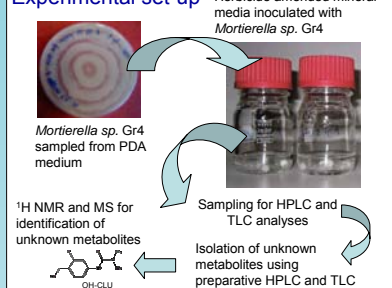 Experimental set-up
media inoculated with
Mortierella sp. Gr4
Mortierella sp. Gr4
sampled from PDA
medium
Sampling for HPLC and
TLC analyses
¹H NMR and MS for
identification of
unknown metabolites
Isolation of unknown
metabolites using
preparative HPLC and TLC
OH-CLU